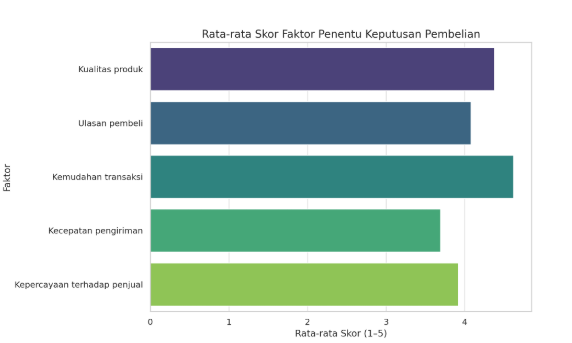 Rata-rata Skor Faktor Penentu Keputusan Pembelian
Faktor
Kualitas produk
Ulasan pembeli
Kemudahan transaksi
Kecepatan pengiriman
Kepercayaan terhadap penjual
0 1 2 3 4
Rata-rata Skor (1–5)